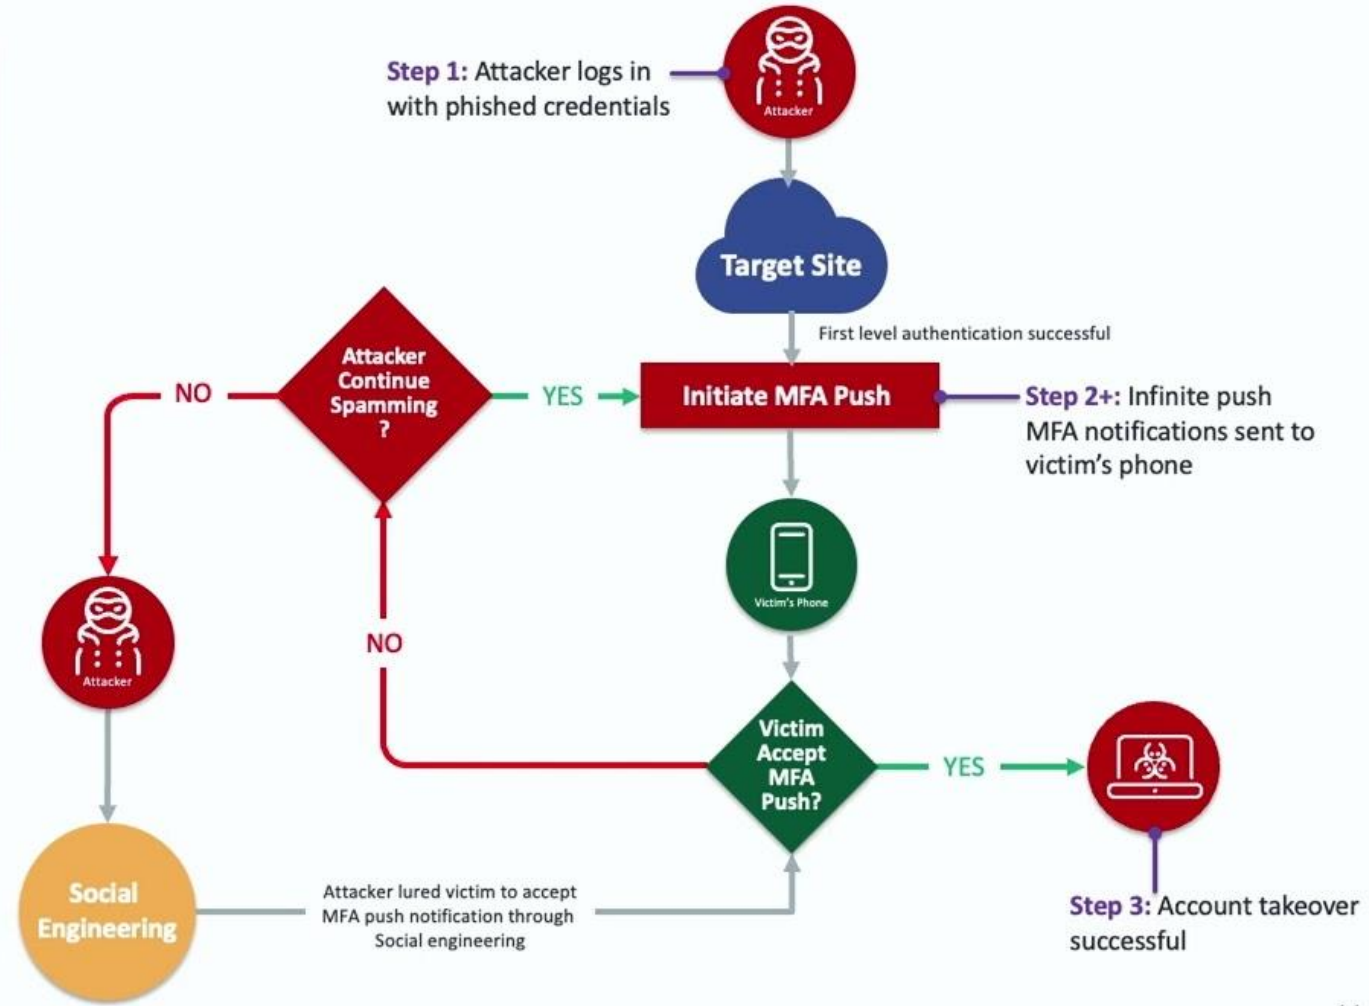 Step 1: Attacker logs in
with phished credentials
Attacker
Target Site
First level authentication successful
Attacker
Continue
Spamming
?
NO
YES
Initiate MFA Push
Step 2+: Infinite push
MFA notifications sent to
victim's phone
Victim's Phone
Attacker
NO
Victim
Accept
MFA
Push?
YES
Social
Engineering
Attacker lured victim to accept
MFA push notification through
Social engineering
Step 3: Account takeover
successful